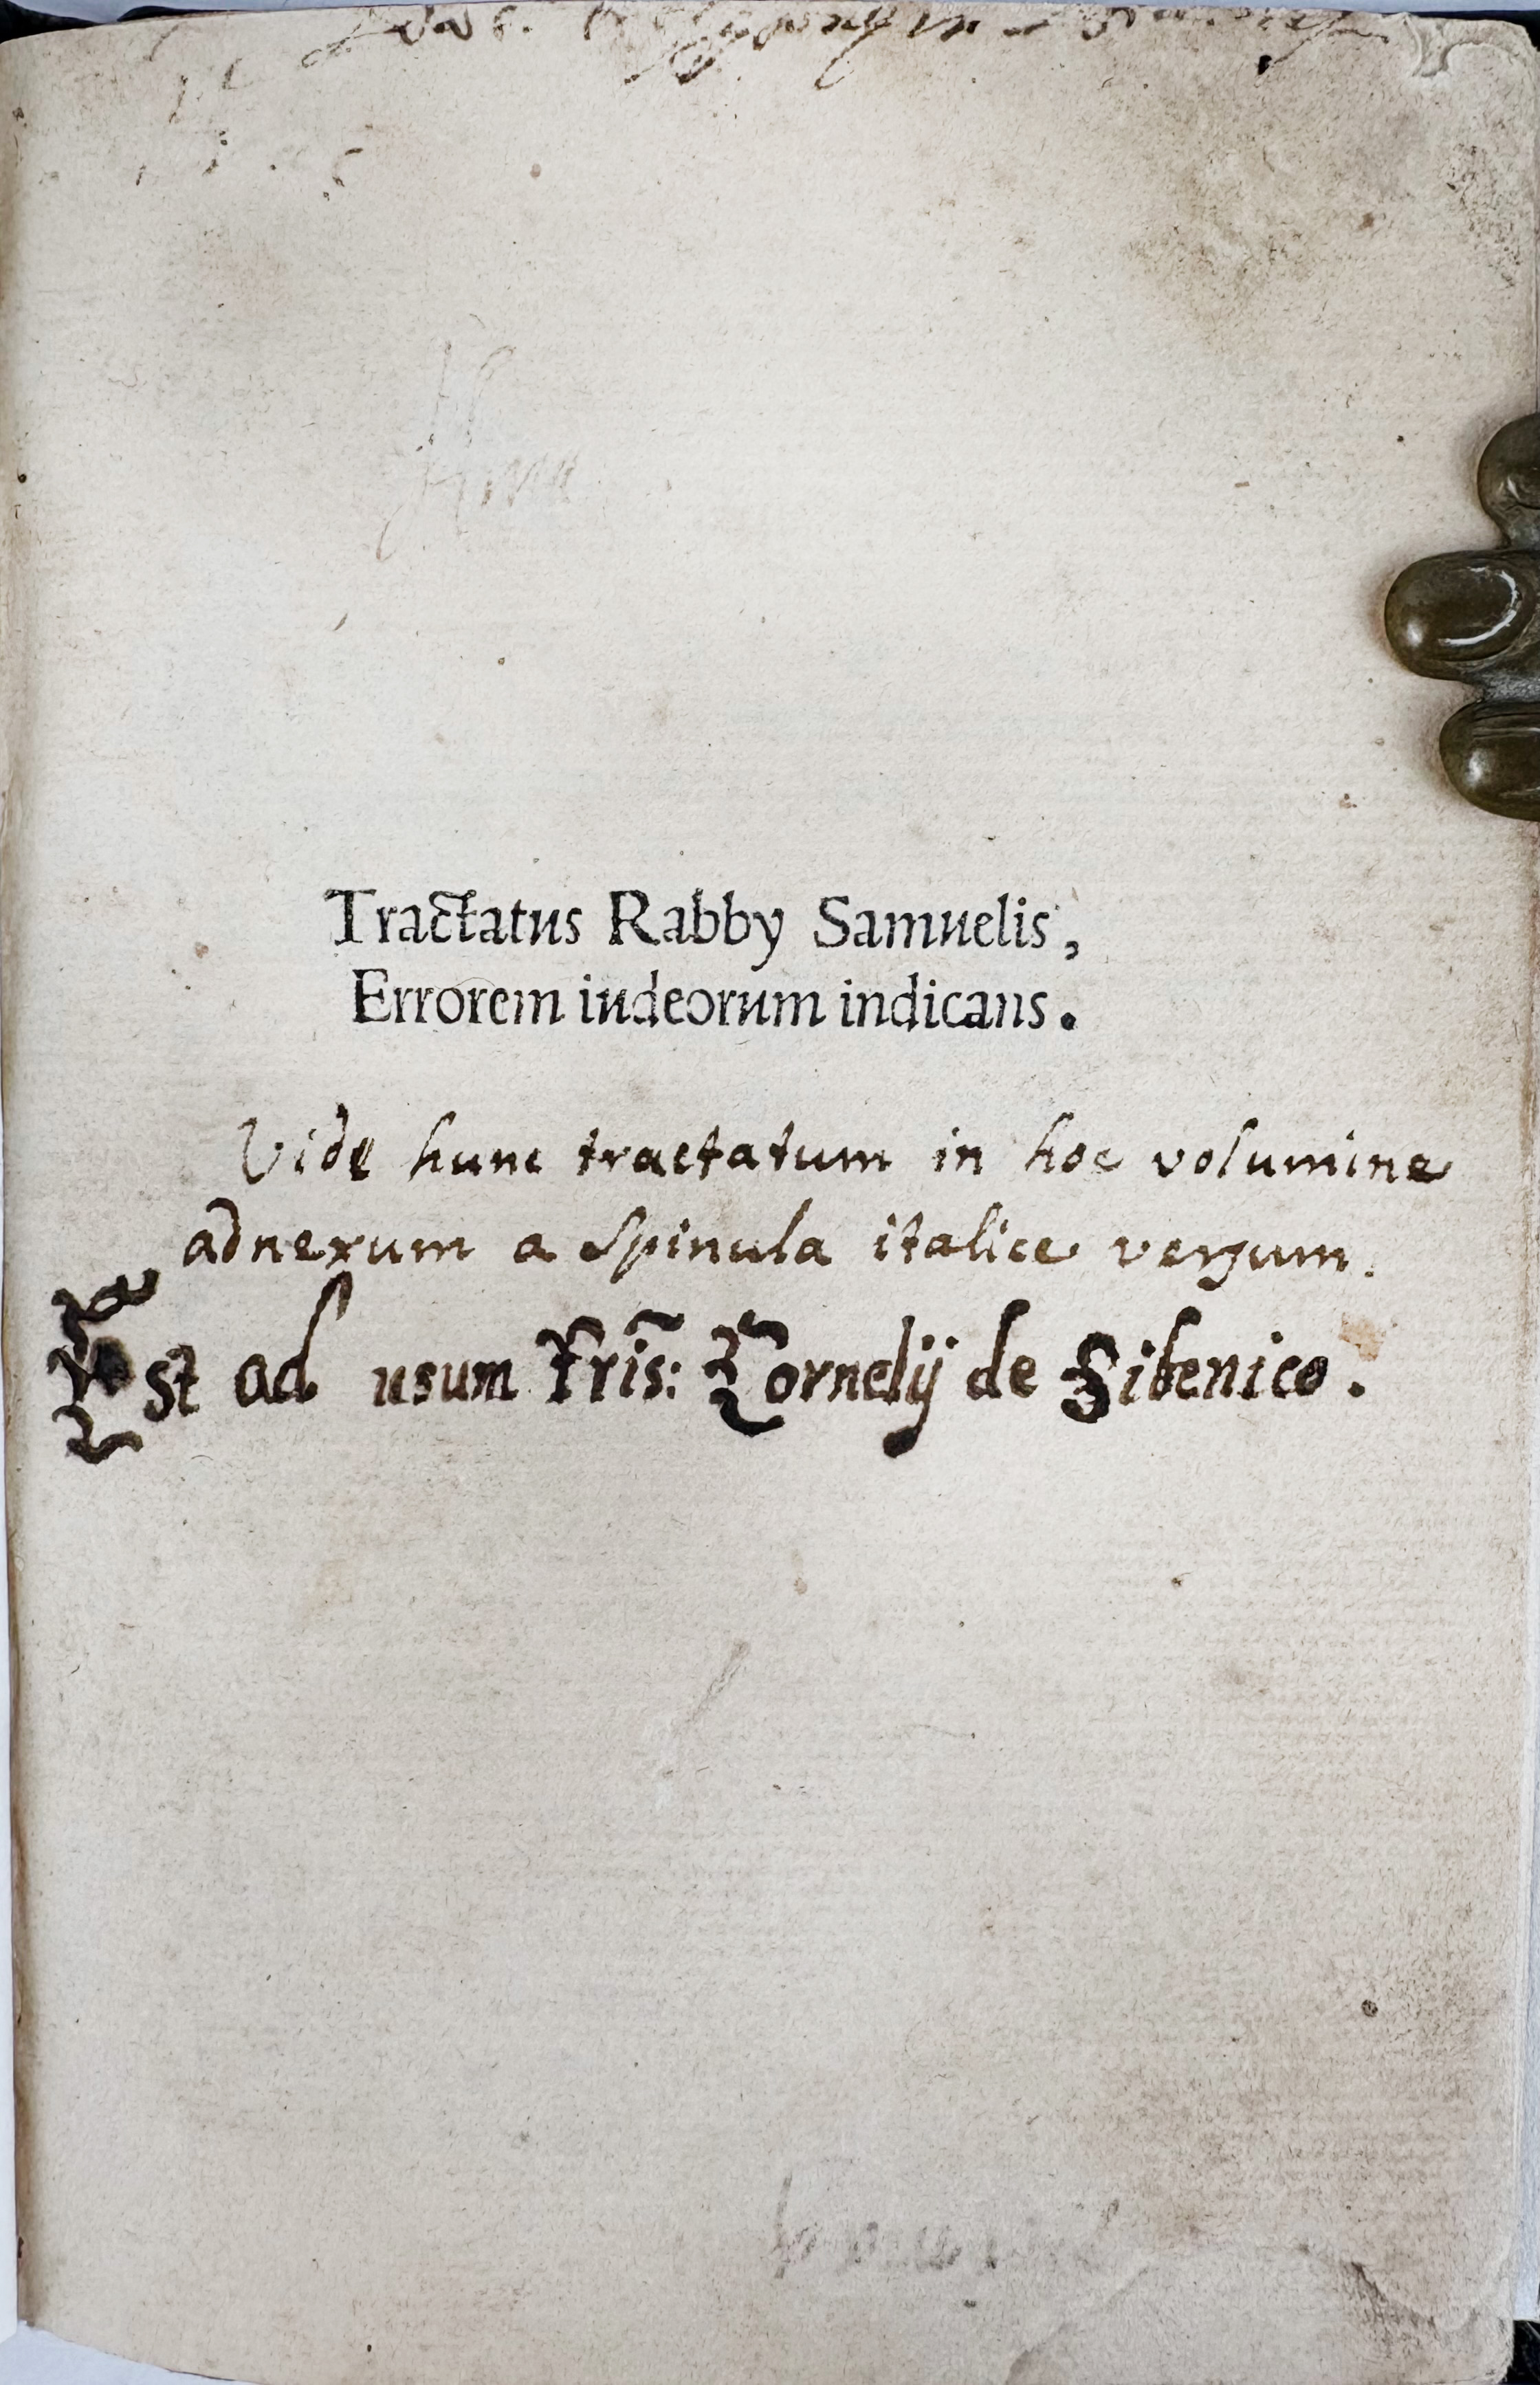 Tractatus Rabby Samuelis,
Errorem iudeorum indicans.
Vide hunc tractatum in hoc volumine
adnexum a Spinula italice verzum.
Est ad usum Fris̃: Cornelij de Sibenico.